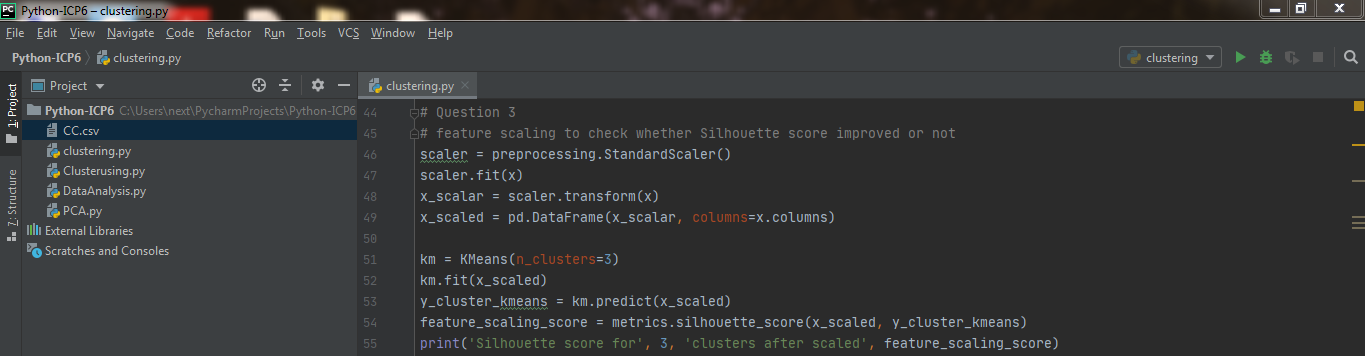 PC Python-ICP6 – clustering.py
File Edit View Navigate Code Refactor Run Tools VCS Window Help
Python-ICP6 clustering.py clustering
1: Project
7: Structure
Project
Python-ICP6 C:\Users\next\PycharmProjects\Python-ICP6
CC.csv
clustering.py
Clusterusing.py
DataAnalysis.py
PCA.py
External Libraries
Scratches and Consoles
clustering.py
44 # Question 3
45 # feature scaling to check whether Silhouette score improved or not
46 scaler = preprocessing.StandardScaler()
47 scaler.fit(x)
48 x_scalar = scaler.transform(x)
49 x_scaled = pd.DataFrame(x_scalar, columns=x.columns)
50
51 km = KMeans(n_clusters=3)
52 km.fit(x_scaled)
53 y_cluster_kmeans = km.predict(x_scaled)
54 feature_scaling_score = metrics.silhouette_score(x_scaled, y_cluster_kmeans)
55 print('Silhouette score for', 3, 'clusters after scaled', feature_scaling_score)